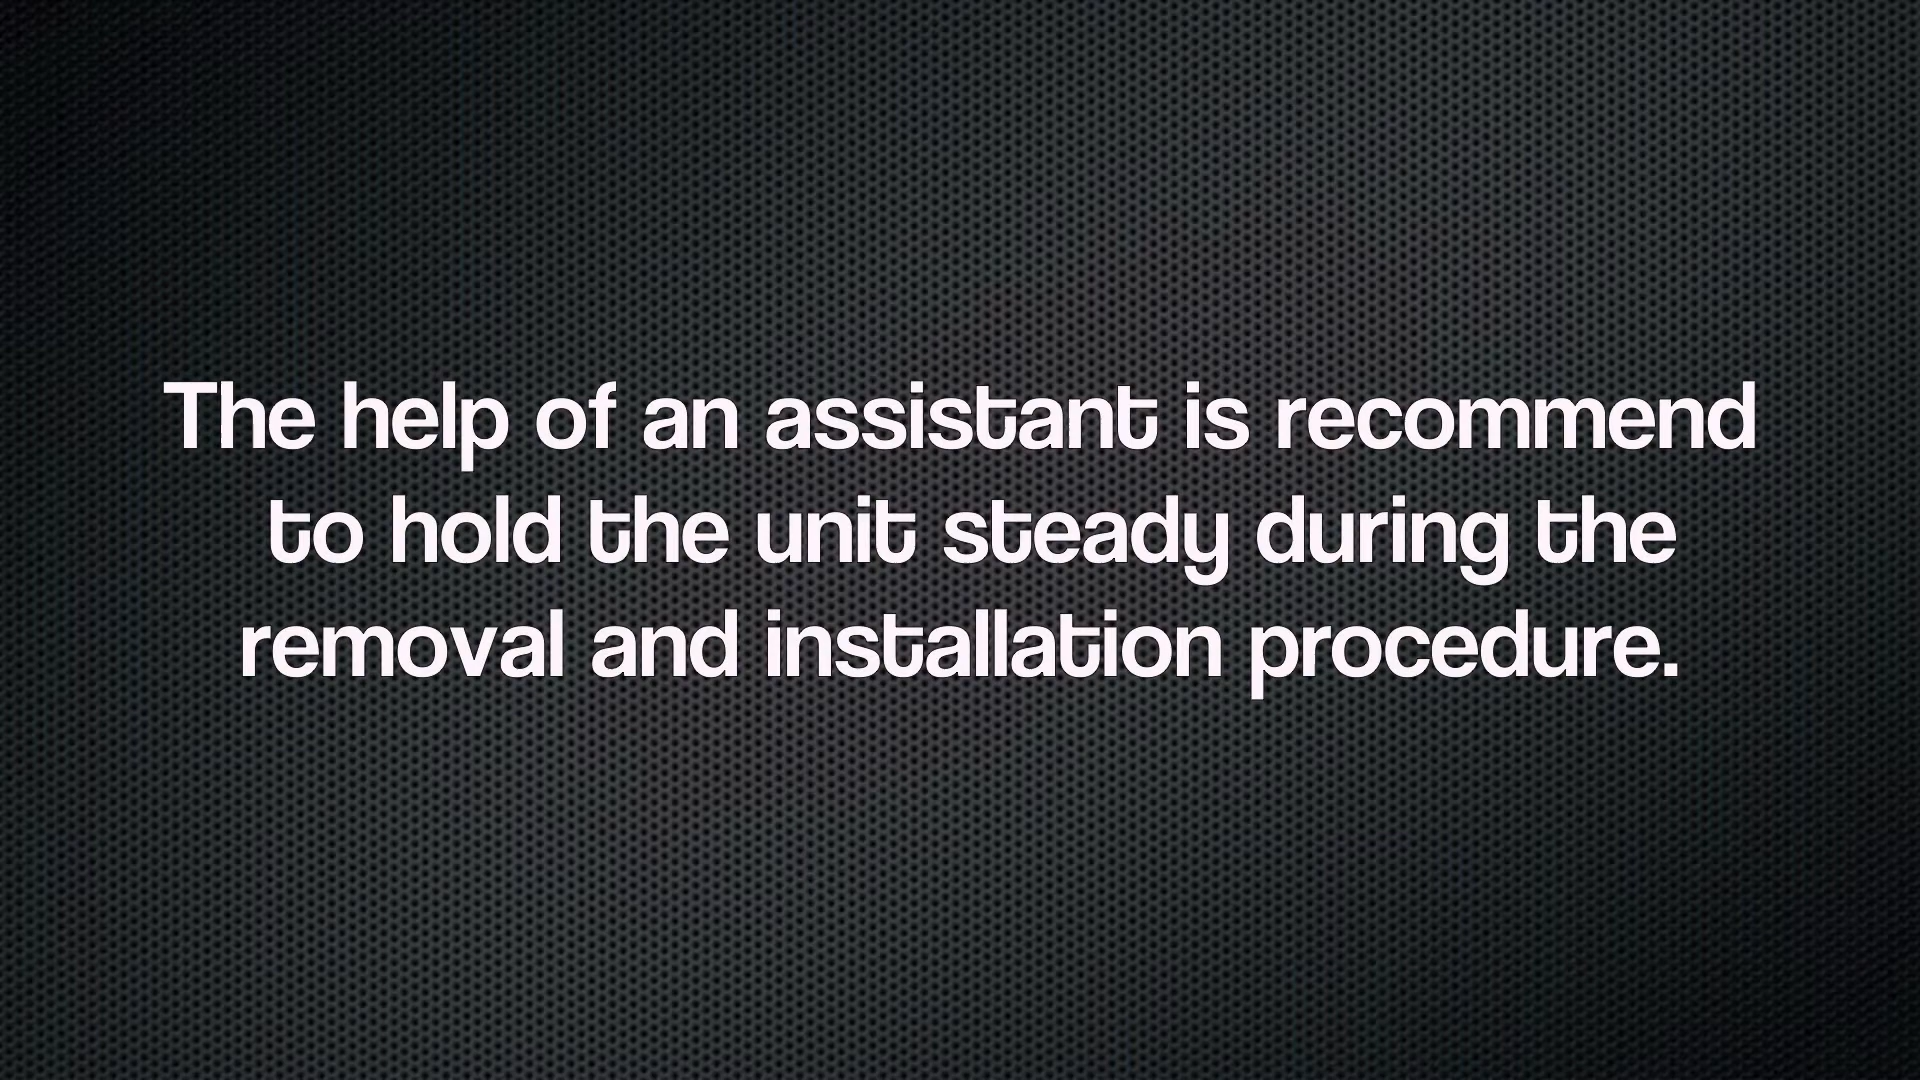 The help of an assistant is recommend
to hold the unit steady during the
removal and installation procedure.